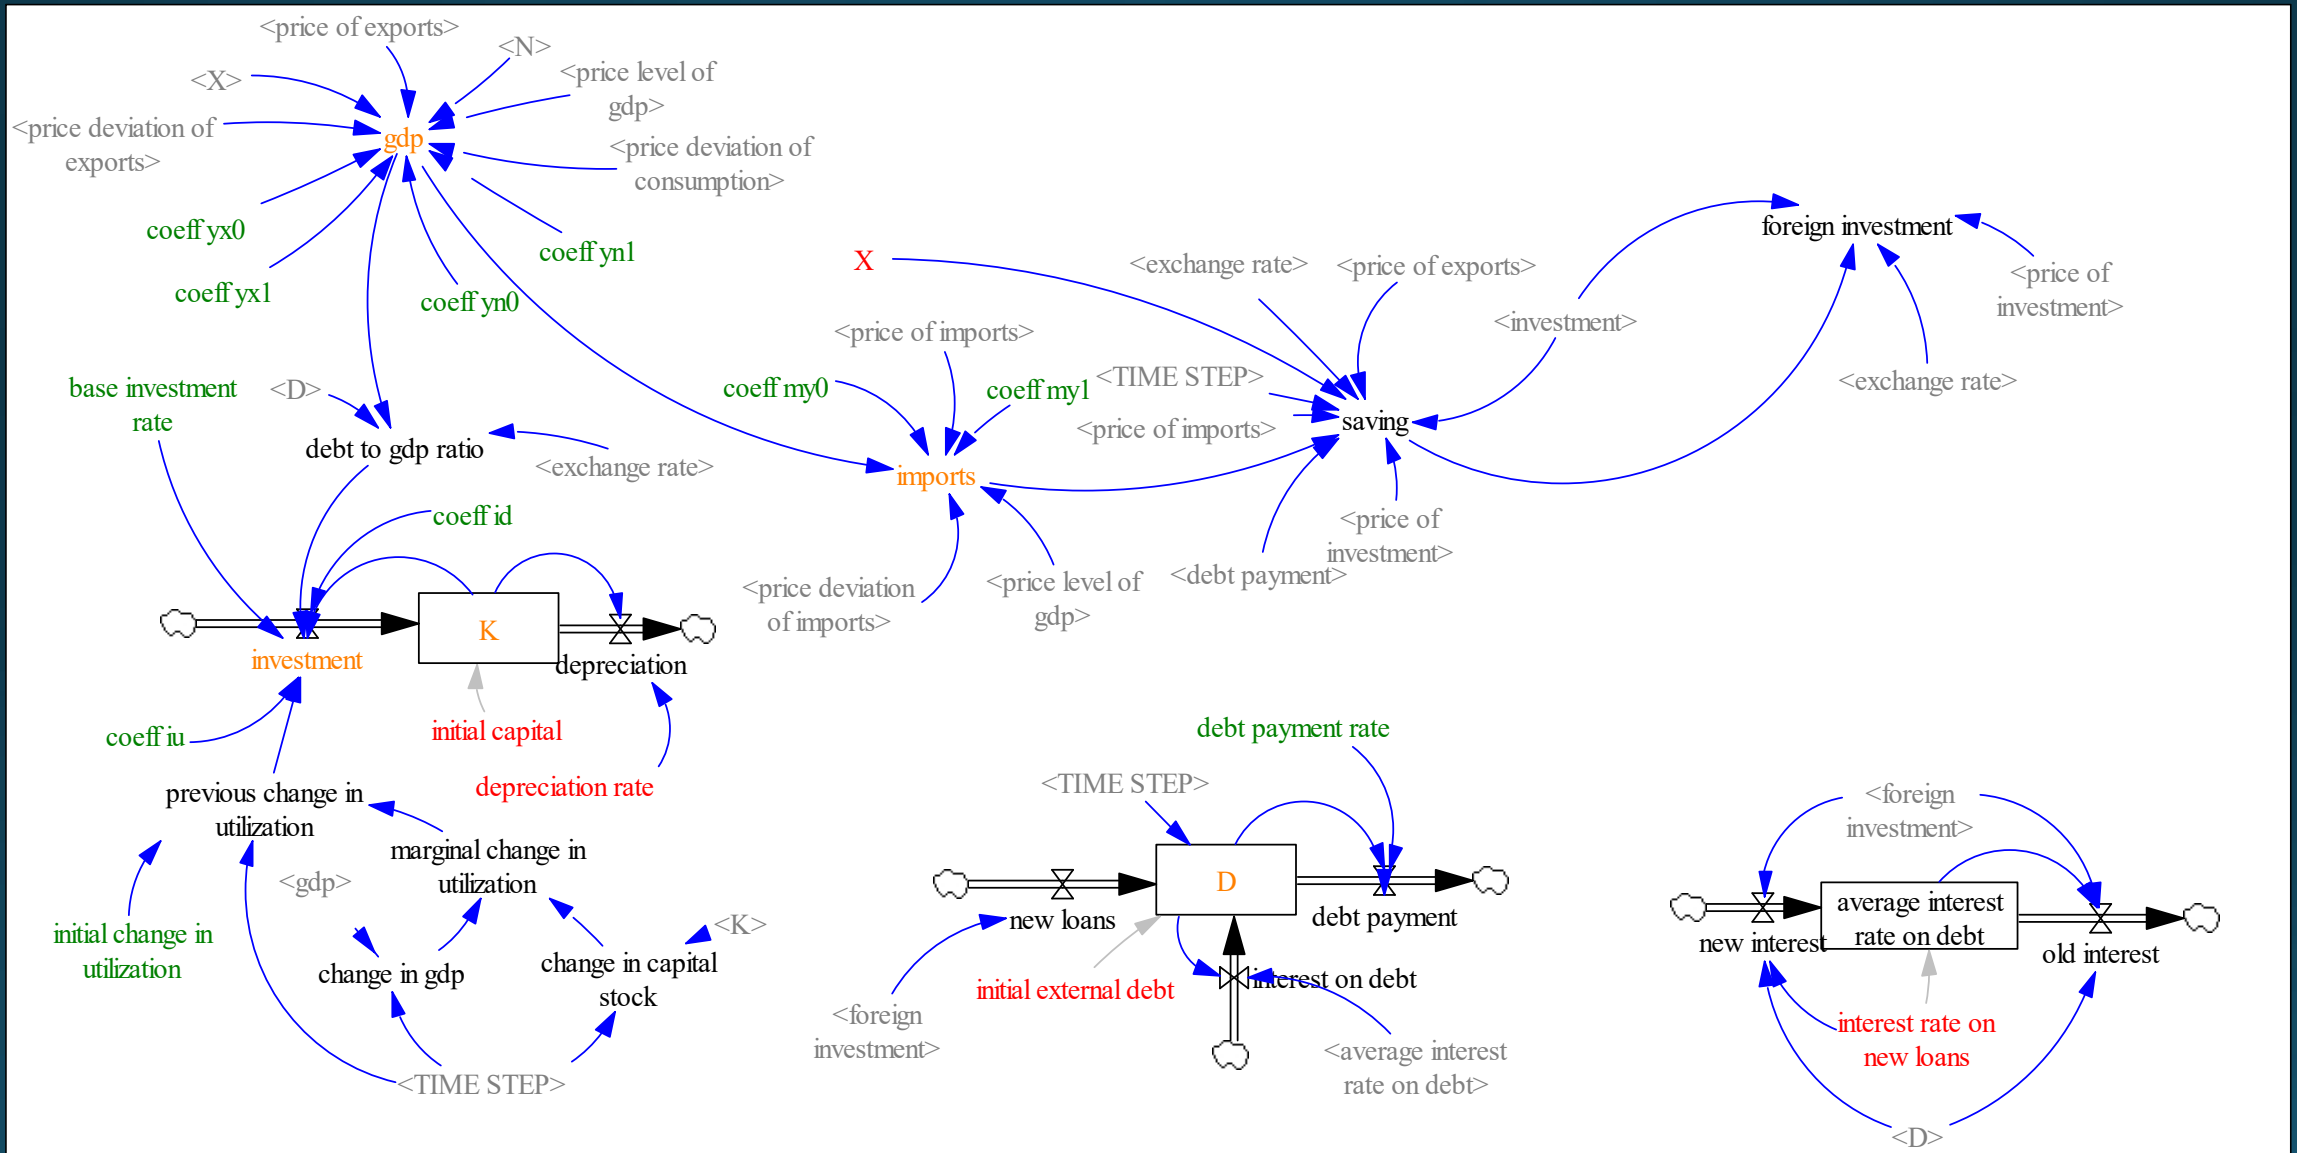 <price of exports>
<N>
<X>
<price level of
gdp>
<price deviation of
exports>
gdp
<price deviation of
consumption>
coeff yx0
coeff yn1
coeff yx1
coeff yn0
X
<exchange rate>
<price of exports>
foreign investment
<price of
investment>
<investment>
<exchange rate>
<price of imports>
<TIME STEP>
coeff my0
coeff my1
<price of imports>
saving
base investment
rate
<D>
debt to gdp ratio
<exchange rate>
imports
coeff id
<price of
investment>
<debt payment>
<price deviation
of imports>
<price level of
gdp>
K
investment
depreciation
initial capital
coeff iu
depreciation rate
previous change in
utilization
marginal change in
utilization
<gdp>
<K>
initial change in
utilization
change in gdp
change in capital
stock
<TIME STEP>
debt payment rate
<TIME STEP>
D
new loans
debt payment
initial external debt
interest on debt
<foreign
investment>
<average interest
rate on debt>
<foreign
investment>
average interest
rate on debt
new interest
old interest
interest rate on
new loans
<D>